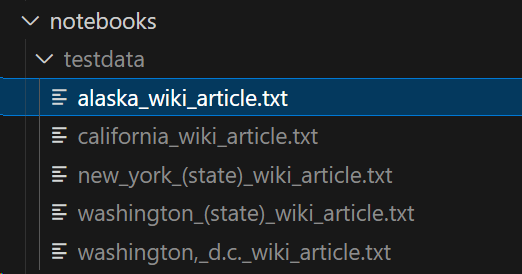 notebooks
testdata
alaska_wiki_article.txt
california_wiki_article.txt
new_york_(state)_wiki_article.txt
washington_(state)_wiki_article.txt
washington,_d.c._wiki_article.txt